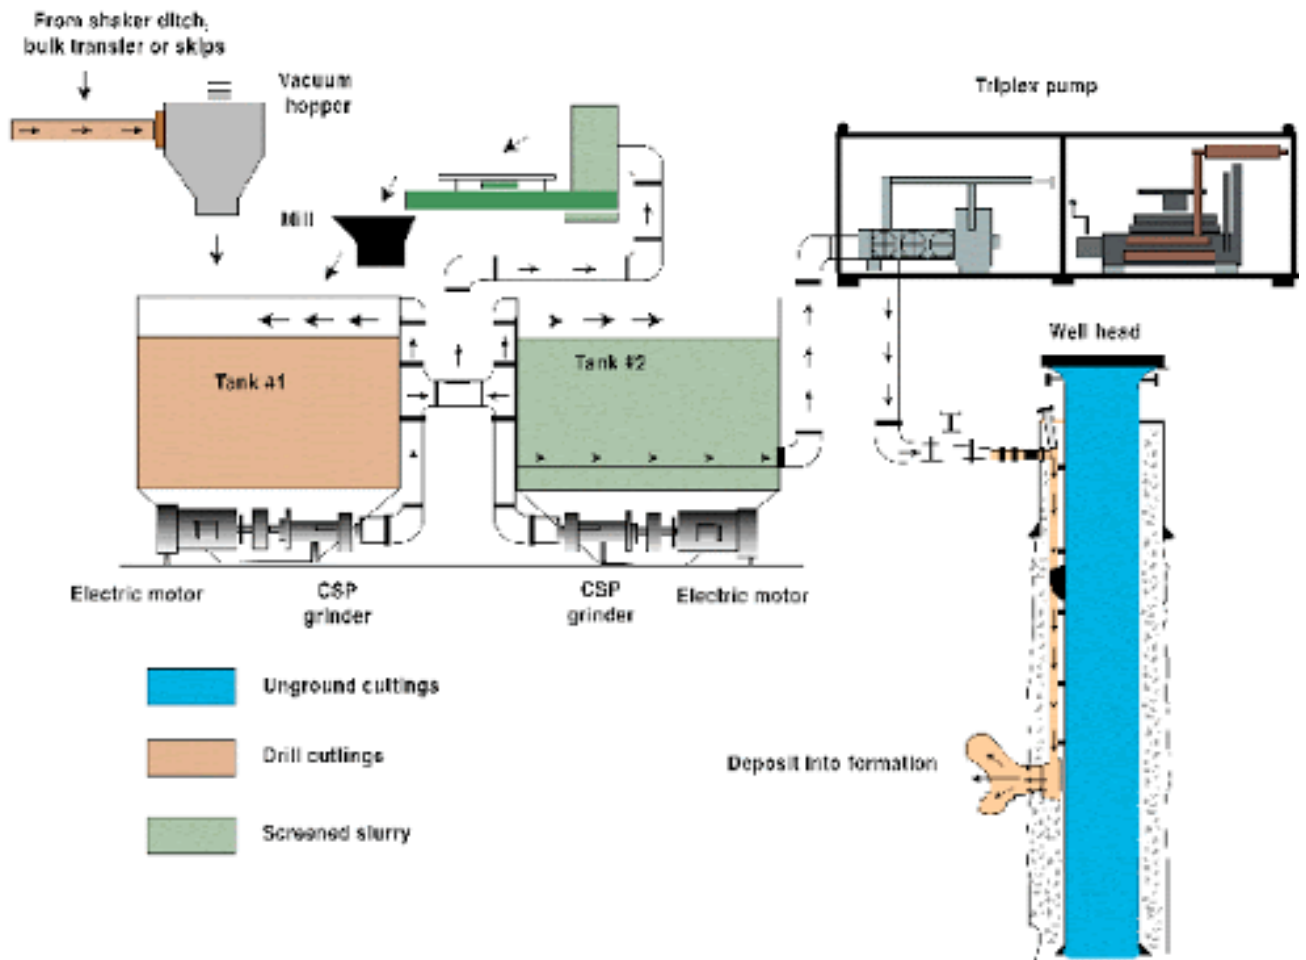 From shaker ditch,
bulk transfer or skips
Vacuum
hopper
Triplex pump
Mill
Well head
Tank #1
Tank #2
Electric motor
CSP
grinder
CSP
grinder
Electric motor
Unground cuttings
Drill cuttings
Deposit into formation
Screened slurry